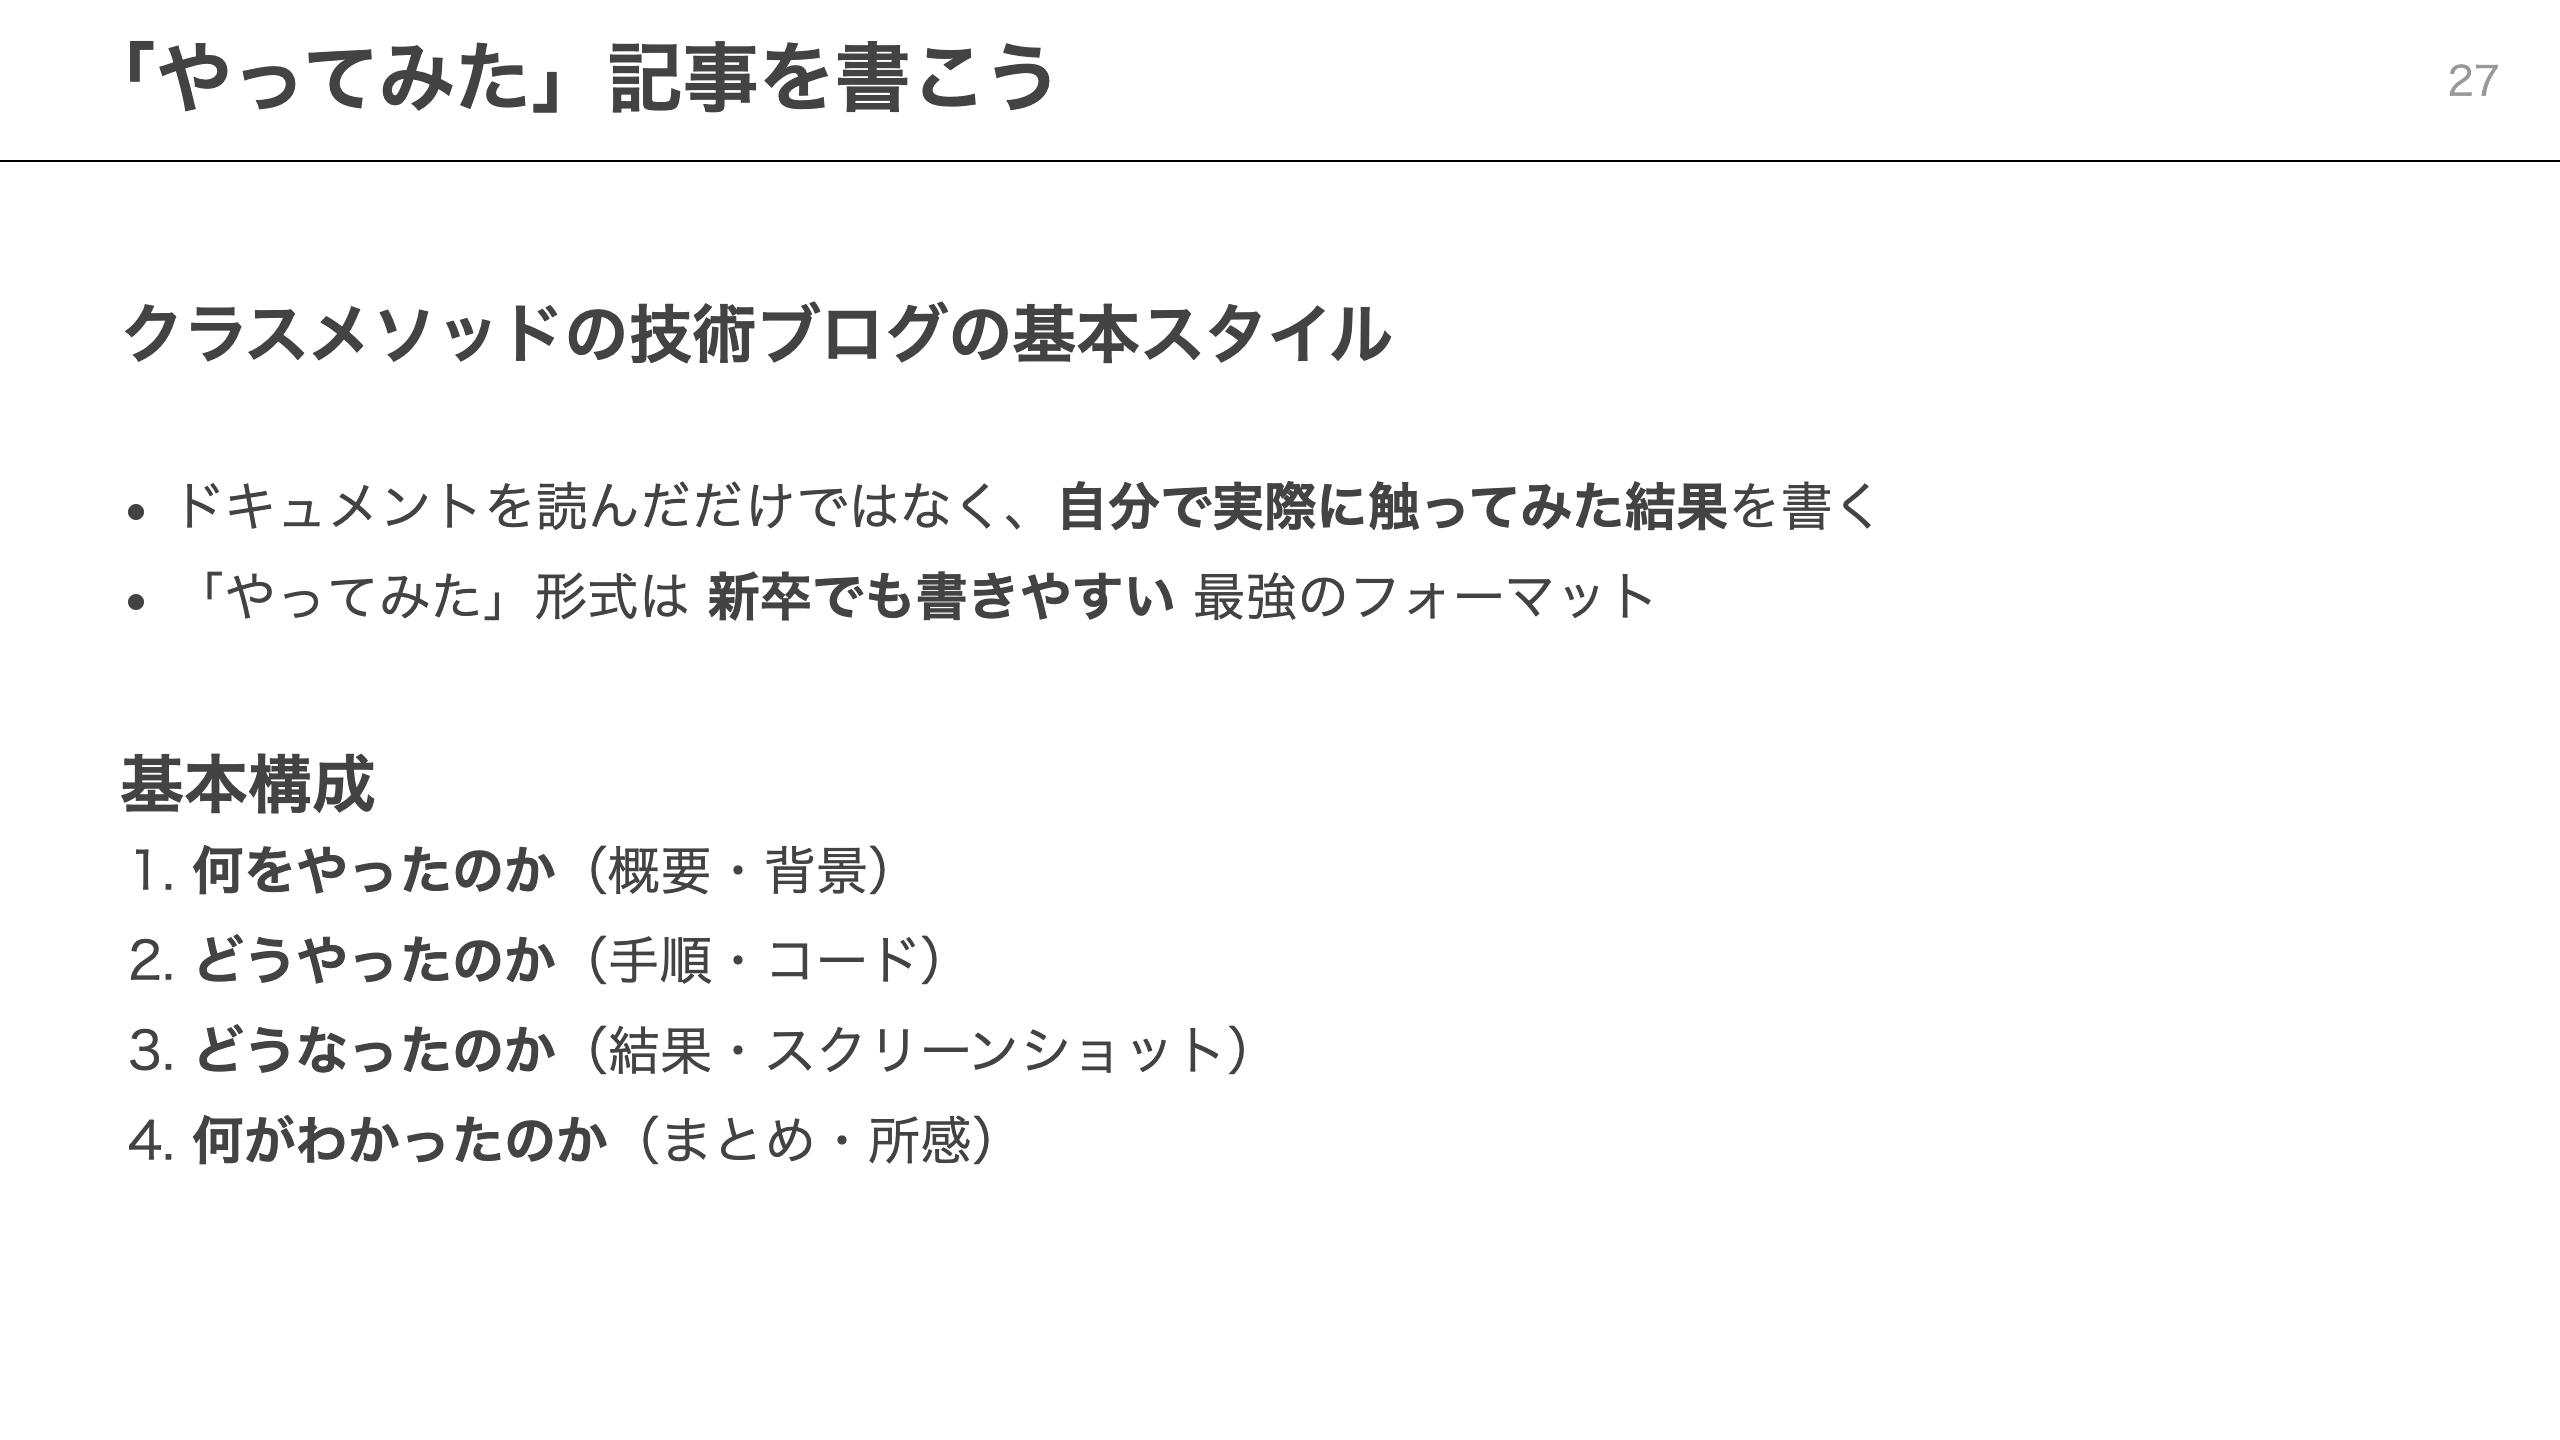 「やってみた」記事を書こう
27
クラスメソッドの技術ブログの基本スタイル
• ドキュメントを読んだだけではなく、自分で実際に触ってみた結果を書く
• 「やってみた」形式は 新卒でも書きやすい 最強のフォーマット
基本構成
1. 何をやったのか（概要・背景）
2. どうやったのか（手順・コード）
3. どうなったのか（結果・スクリーンショット）
4. 何がわかったのか（まとめ・所感）